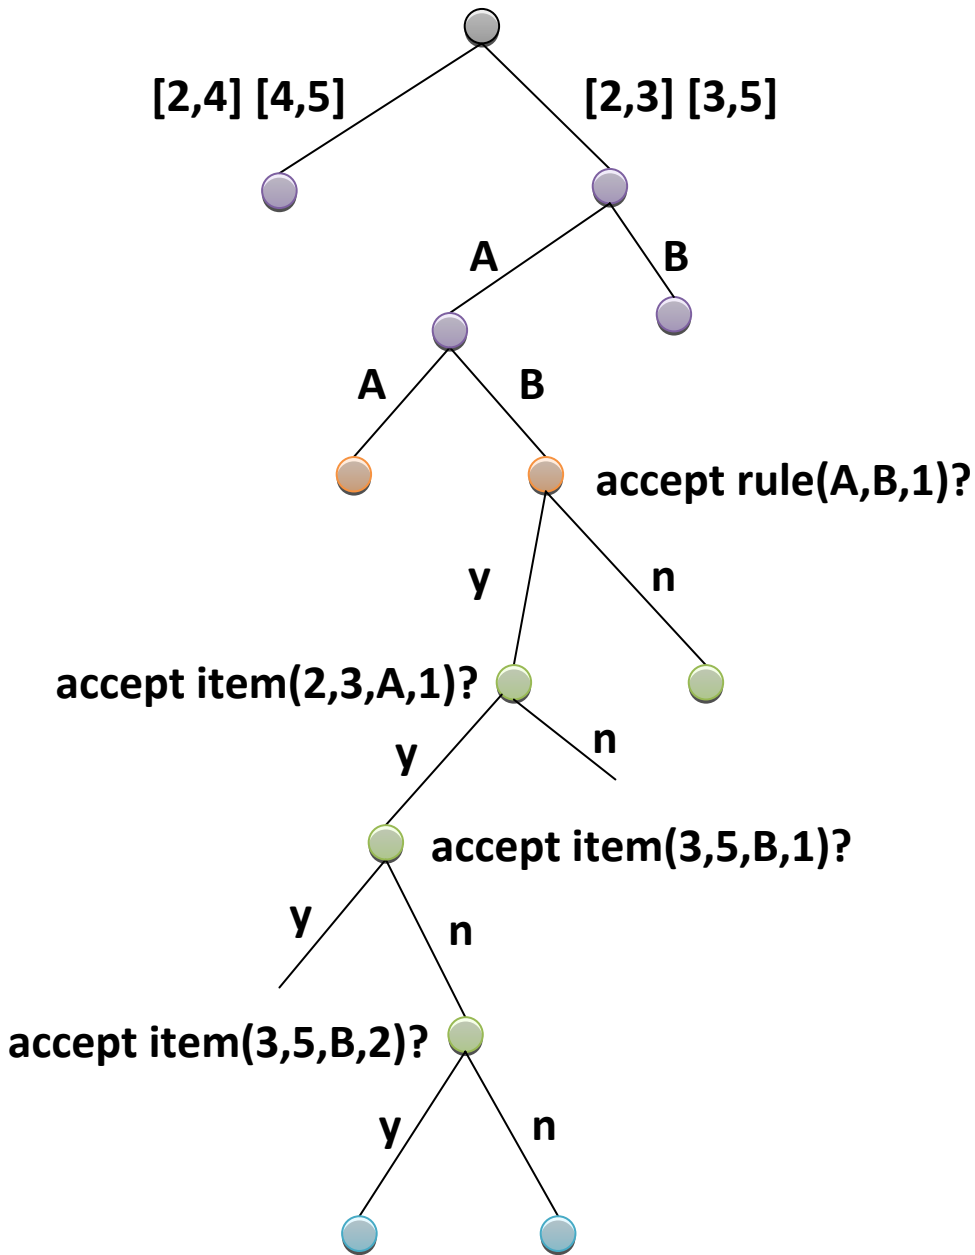 [2,4] [4,5]
[2,3] [3,5]
A
B
A
B
accept rule(A,B,1)?
y
n
accept item(2,3,A,1)?
y
n
accept item(3,5,B,1)?
y
n
accept item(3,5,B,2)?
y
n